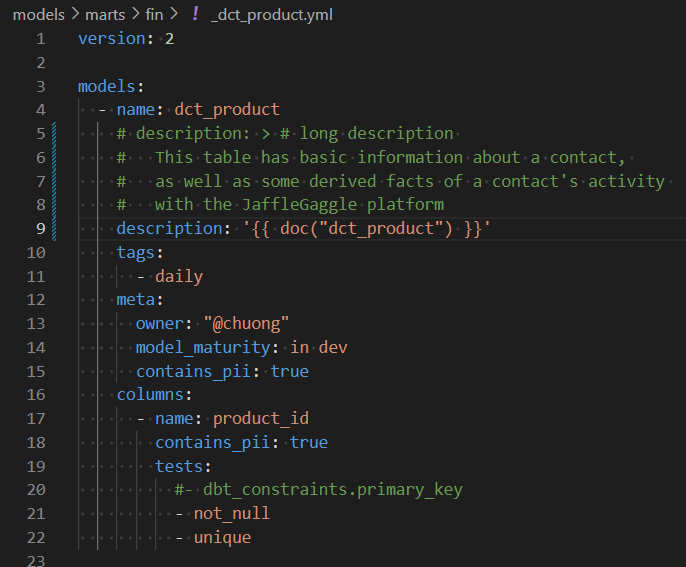 models > marts > fin > ! _dct_product.yml
1 version: 2
2
3 models:
4   - name: dct_product
5     # description: > # long description
6     #   This table has basic information about a contact,
7     #   as well as some derived facts of a contact's activity
8     #   with the JaffleGaggle platform
9     description: '{{ doc("dct_product") }}'
10     tags:
11       - daily
12     meta:
13       owner: "@chuong"
14       model_maturity: in dev
15       contains_pii: true
16     columns:
17       - name: product_id
18         contains_pii: true
19         tests:
20           #- dbt_constraints.primary_key
21           - not_null
22           - unique
23